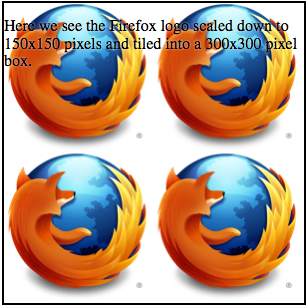 Here we see the Firefox logo scaled down to
150x150 pixels and tiled into a 300x300 pixel
box.